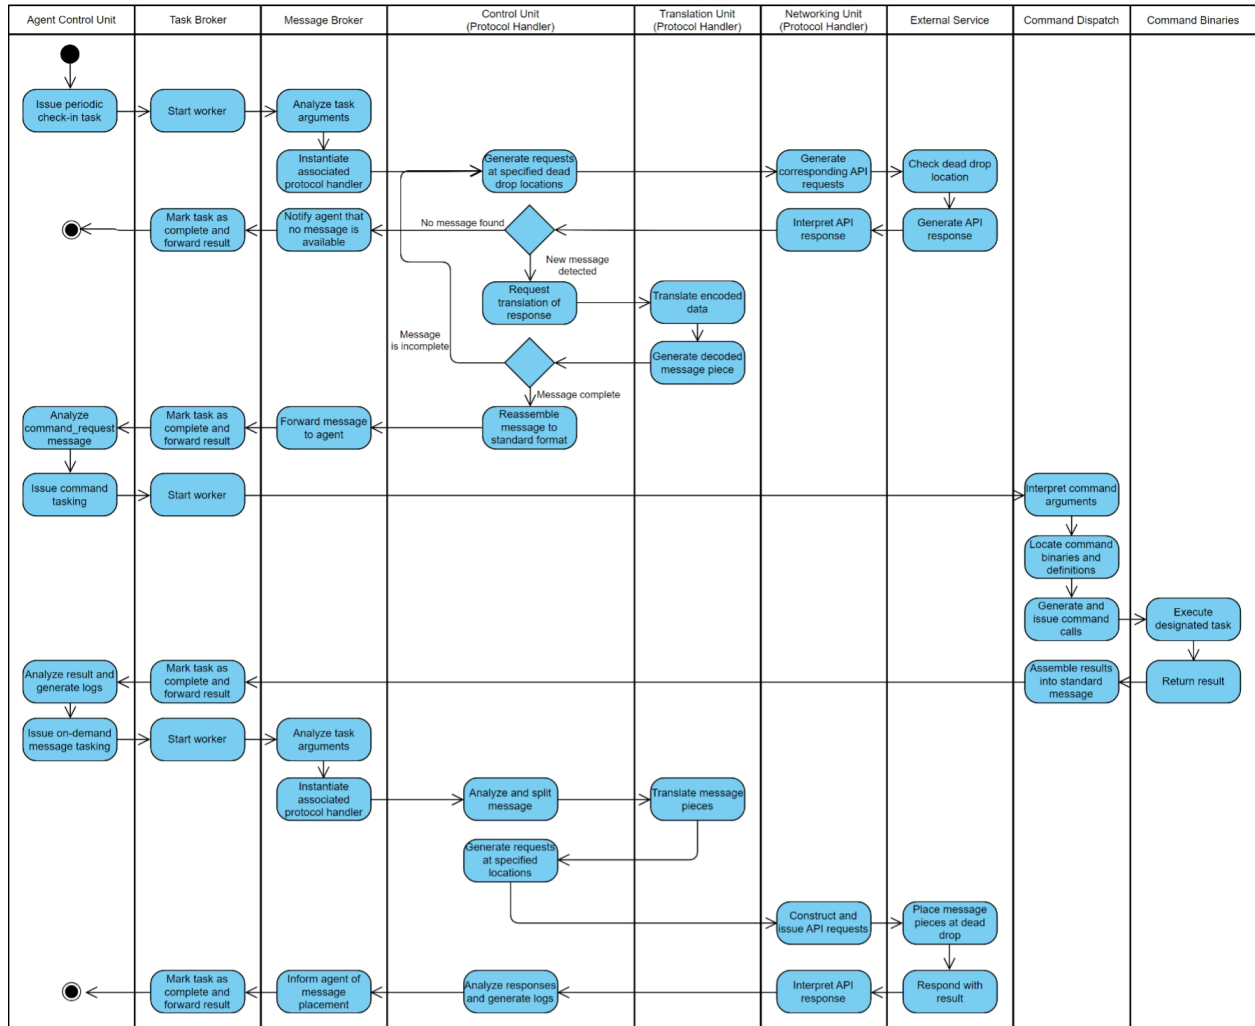 Agent Control Unit
Task Broker
Message Broker
Control Unit
(Protocol Handler)
Translation Unit
(Protocol Handler)
Networking Unit
(Protocol Handler)
External Service
Command Dispatch
Command Binaries
Issue periodic
check-in task
Start worker
Analyze task
arguments
Instantiate
associated
protocol handler
Generate requests
at specified dead
drop locations
Generate
corresponding API
requests
Check dead drop
location
Mark task as
complete and
forward result
Notify agent that
no message is
available
No message found
Interpret API
response
Generate API
response
New message
detected
Request
translation of
response
Translate encoded
data
Message
is incomplete
Generate decoded
message piece
Message complete
Analyze
command_request
message
Mark task as
complete and
forward result
Forward message
to agent
Reassemble
message to
standard format
Issue command
tasking
Start worker
Interpret command
arguments
Locate command
binaries and
definitions
Generate and
issue command
calls
Execute
designated task
Analyze result and
generate logs
Mark task as
complete and
forward result
Assemble results
into standard
message
Return result
Issue on-demand
message tasking
Start worker
Analyze task
arguments
Instantiate
associated
protocol handler
Analyze and split
message
Translate message
pieces
Generate requests
at specified
locations
Construct and
issue API requests
Place message
pieces at dead
drop
Mark task as
complete and
forward result
Inform agent of
message
placement
Analyze responses
and generate logs
Interpret API
response
Respond with
result